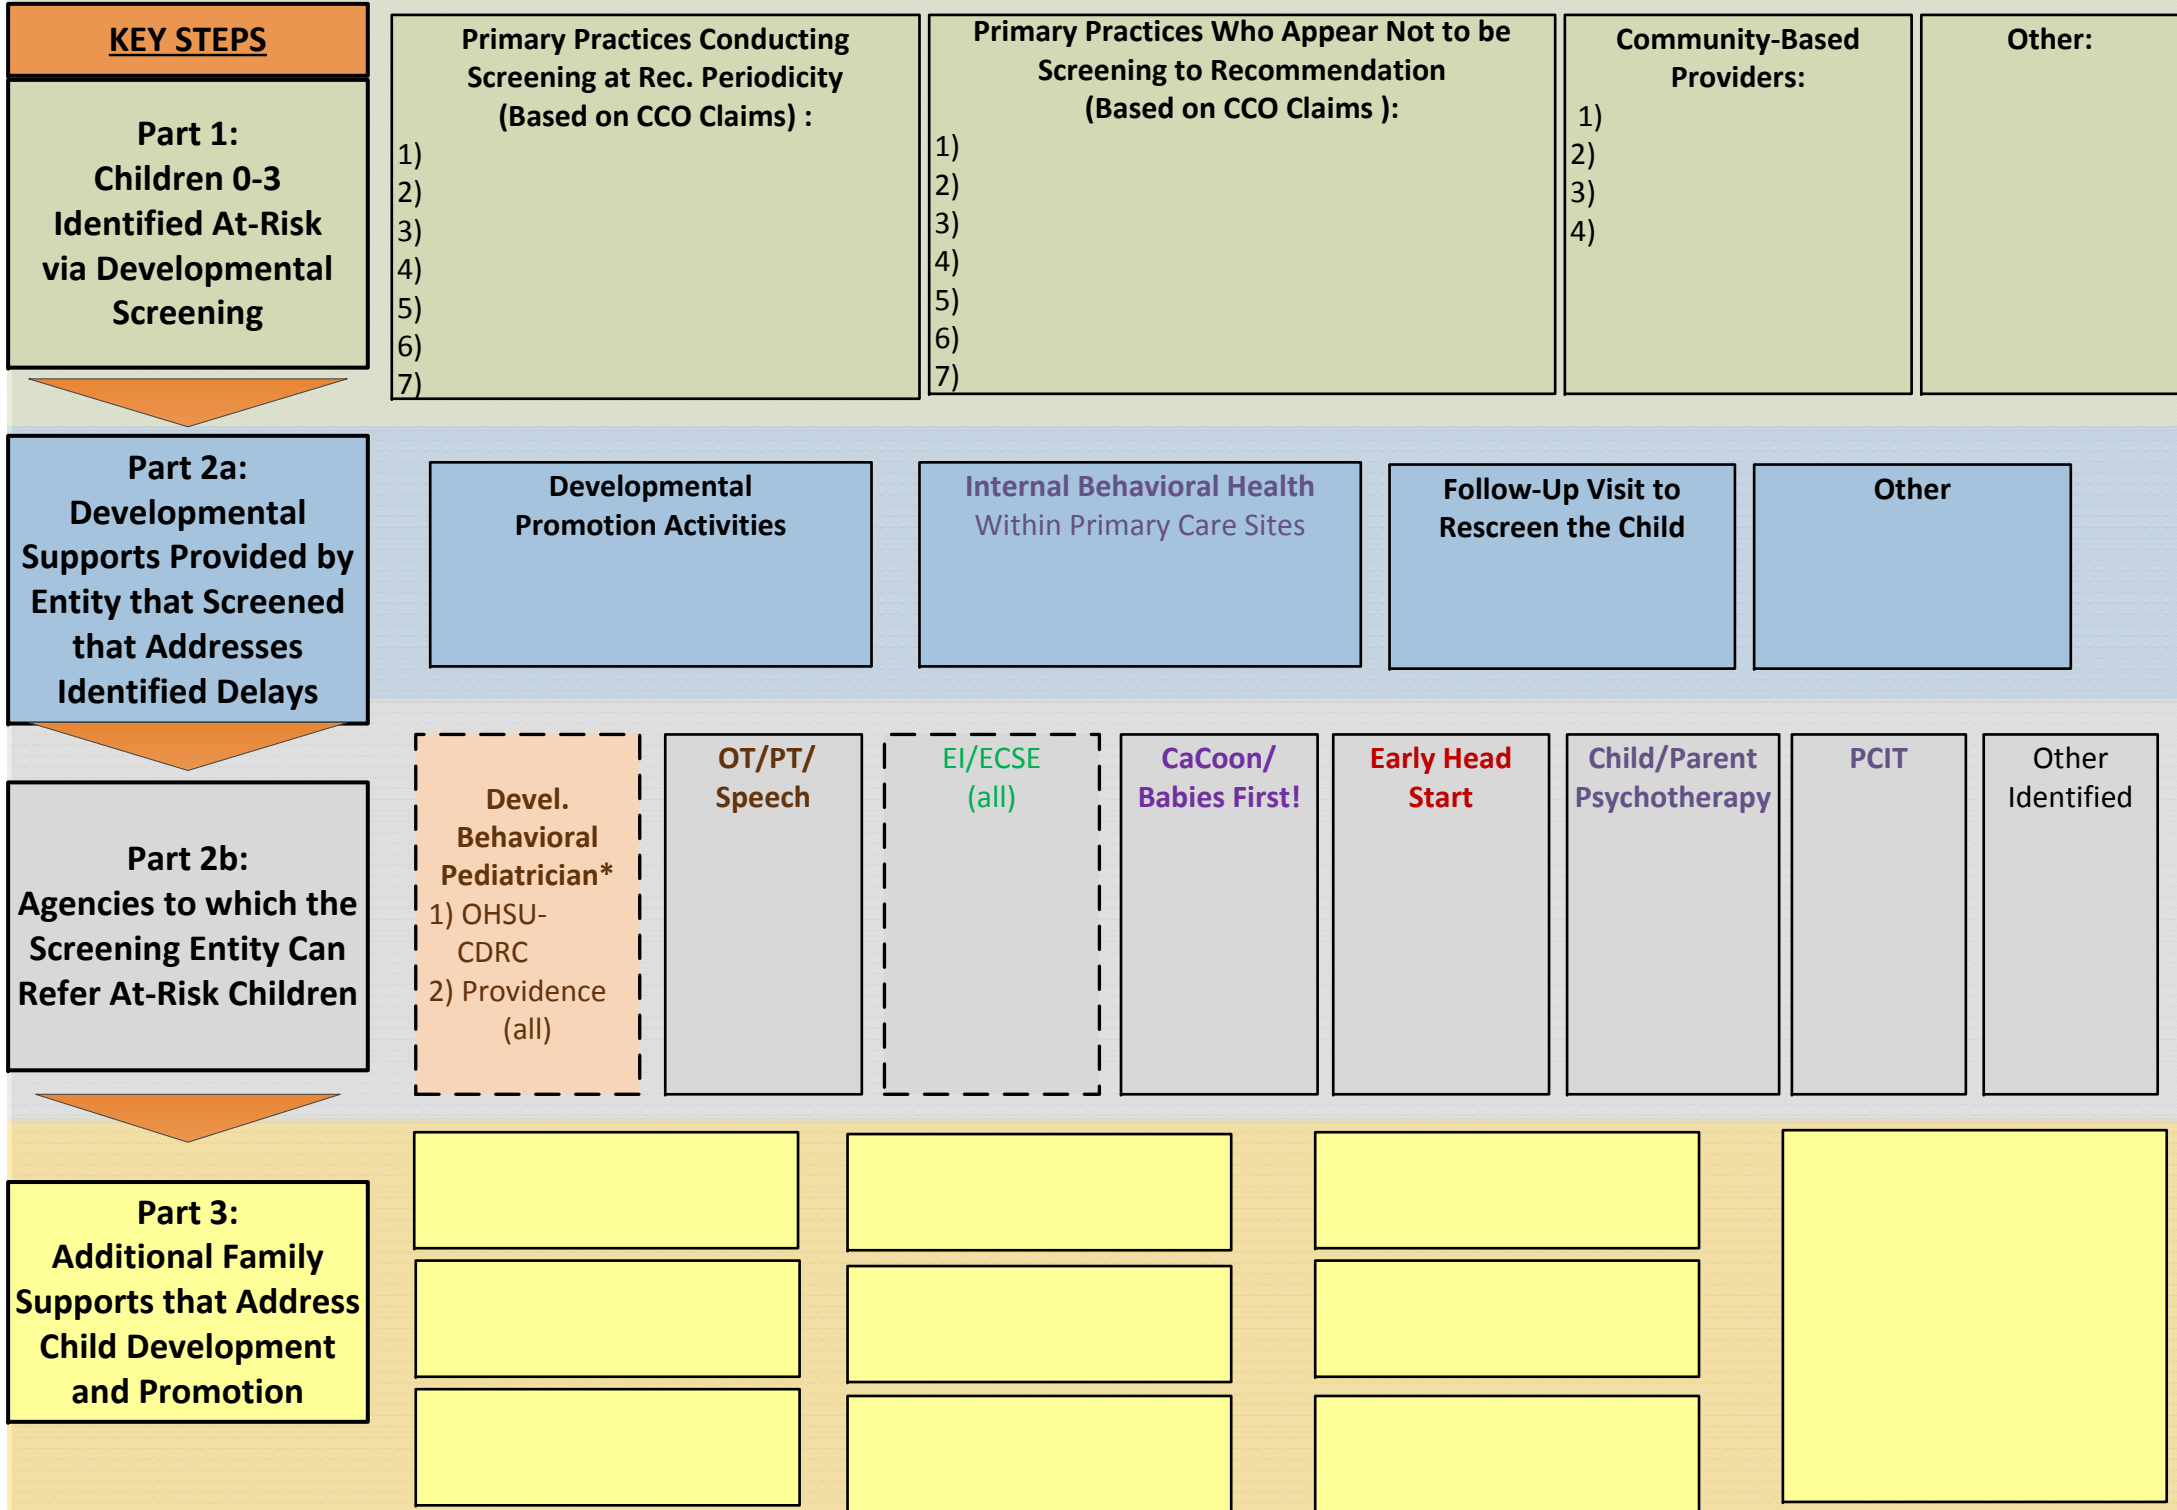 KEY STEPS
Part 1:
Children 0-3
Identified At-Risk
via Developmental
Screening
Primary Practices Conducting
Screening at Rec. Periodicity
(Based on CCO Claims) :
1)
2)
3)
4)
5)
6)
7)
Primary Practices Who Appear Not to be
Screening to Recommendation
(Based on CCO Claims ):
1)
2)
3)
4)
5)
6)
7)
Community-Based
Providers:
1)
2)
3)
4)
Other:
Part 2a:
Developmental
Supports Provided by
Entity that Screened
that Addresses
Identified Delays
Developmental
Promotion Activities
Internal Behavioral Health
Within Primary Care Sites
Follow-Up Visit to
Rescreen the Child
Other
Part 2b:
Agencies to which the
Screening Entity Can
Refer At-Risk Children
Devel.
Behavioral
Pediatrician*
1) OHSU-
CDRC
2) Providence
(all)
OT/PT/
Speech
EI/ECSE
(all)
CaCoon/
Babies First!
Early Head
Start
Child/Parent
Psychotherapy
PCIT
Other
Identified
Part 3:
Additional Family
Supports that Address
Child Development
and Promotion